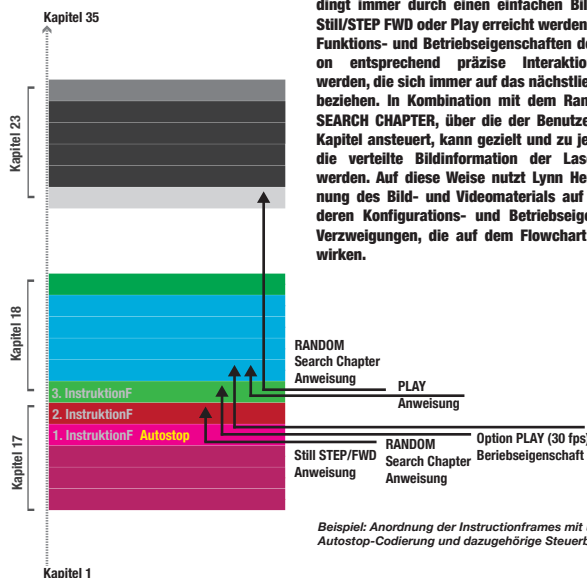 dingt immer durch einen einfachen Bil
Still/STEP FWD oder Play erreicht werden
Funktions- und Betriebseigenschaften de
on entsprechend präzise Interaktio
werden, die sich immer auf das nächstlie
beziehen. In Kombination mit dem Ran
SEARCH CHAPTER, über die der Benutze
Kapitel ansteuert, kann gezielt und zu je
die verteilte Bildinformation der Lase
werden. Auf diese Weise nutzt Lynn He
nung des Bild- und Videomaterials auf
deren Konfigurations- und Betriebseige
Verzweigungen, die auf dem Flowchart
wirken.
Kapitel 35
Kapitel 23
Kapitel 18
Kapitel 17
Kapitel 1
3. InstruktionF
2. InstruktionF
1. InstruktionF Autostop
RANDOM
Search Chapter
Anweisung
PLAY
Anweisung
Still STEP/FWD
Anweisung
RANDOM
Search Chapter
Anweisung
Option PLAY (30 fps)
Beriebseigenschaft
Beispiel: Anordnung der Instructionframes mit
Autostop-Codierung und dazugehörige Steuerb